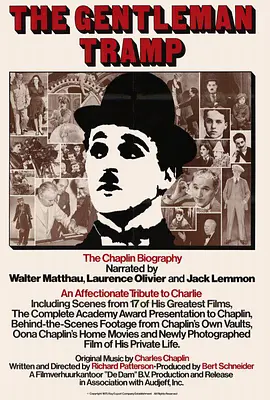 THE GENTLEMAN
TRAMP
The Chaplin Biography
Narrated by
Walter Matthau, Laurence Olivier and Jack Lemmon
An Affectionate Tribute to Charlie
Including Scenes from 17 of His Greatest Films,
The Complete Academy Award Presentation to Chaplin,
Behind-the-Scenes Footage from Chaplin's Own Vaults,
Oona Chaplin's Home Movies and Newly Photographed
Film of His Private Life.
Original Music by Charles Chaplin
Written and Directed by Richard Patterson·Produced by Bert Schneider
A Filmverhuurkantoor "De Dam" B.V. Production and Release
in Association with Audjeff, Inc.